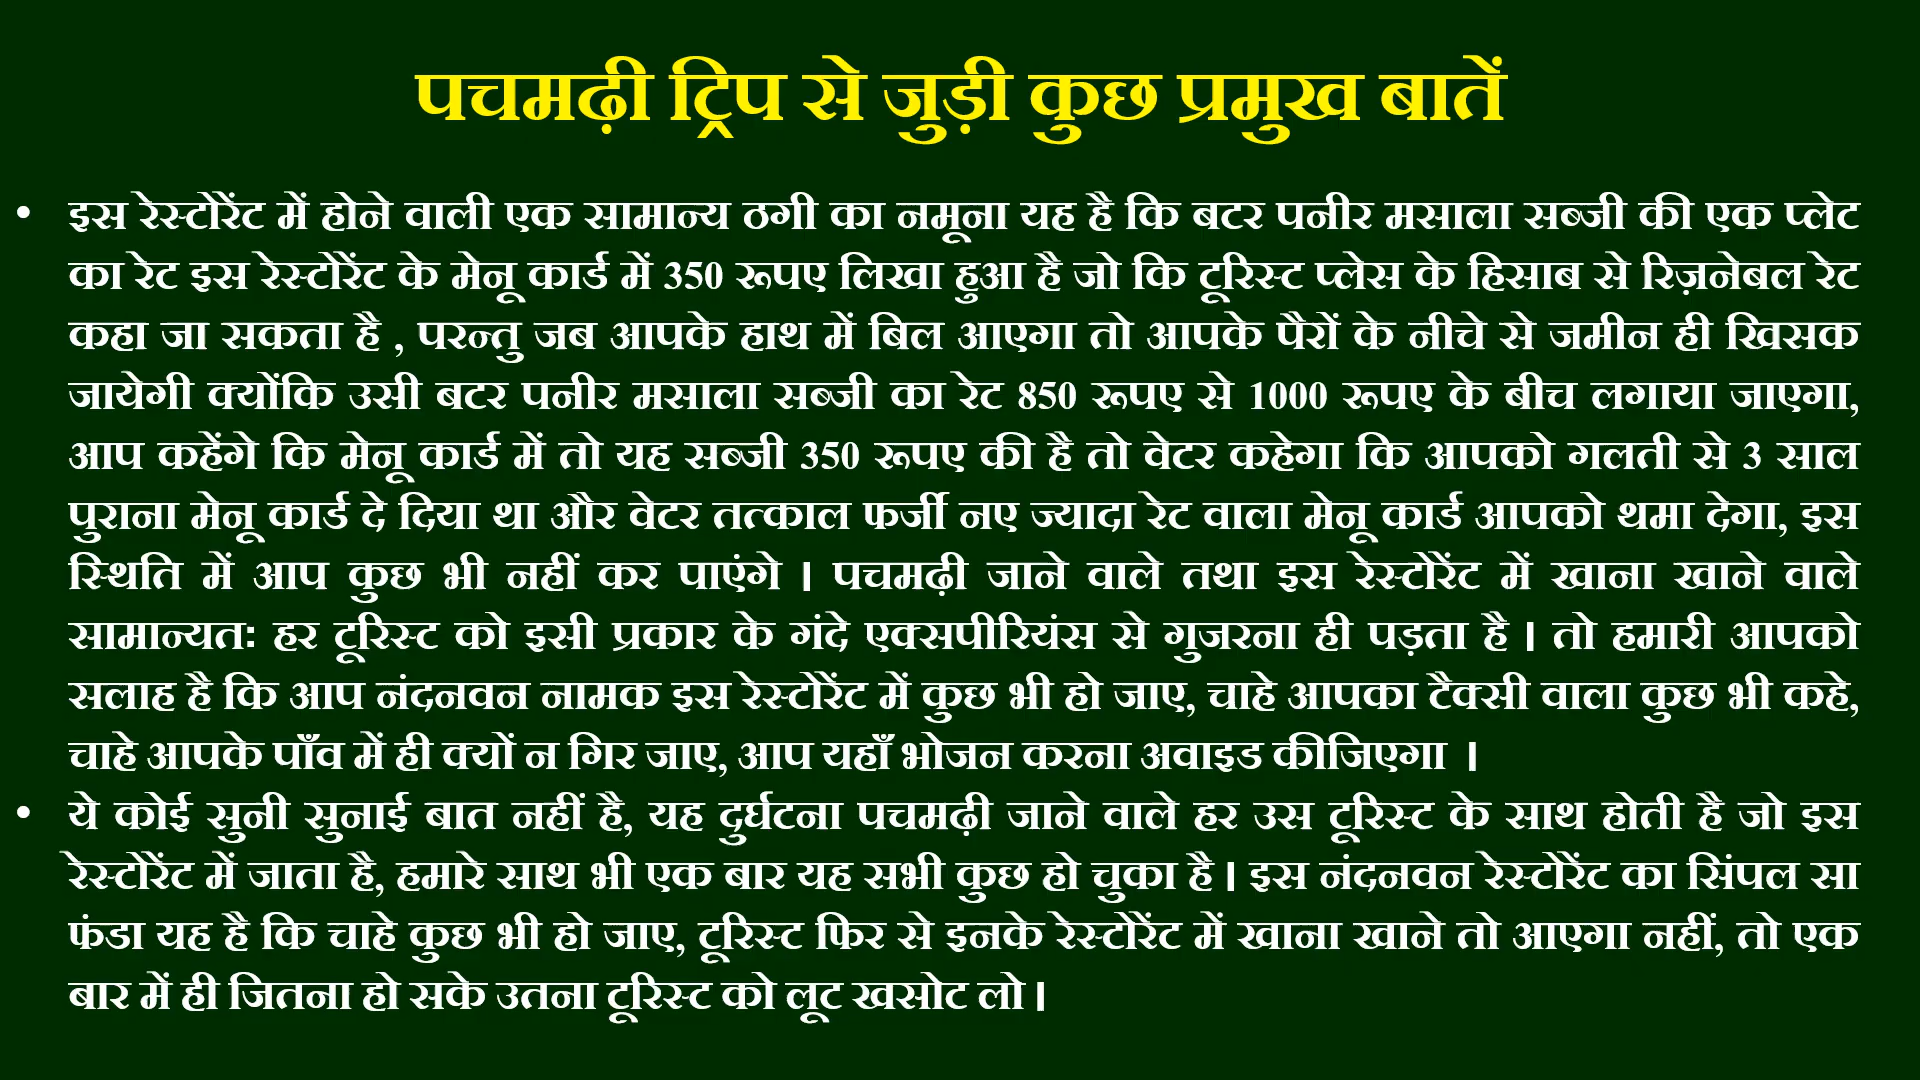 पचमढ़ी ट्रिप से जुड़ी कुछ प्रमुख बातें
• इस रेस्टोरेंट में होने वाली एक सामान्य ठगी का नमूना यह है कि बटर पनीर मसाला सब्जी की एक प्लेट
का रेट इस रेस्टोरेंट के मेनू कार्ड में 350 रूपए लिखा हुआ है जो कि टूरिस्ट प्लेस के हिसाब से रिज़नेबल रेट
कहा जा सकता है , परन्तु जब आपके हाथ में बिल आएगा तो आपके पैरों के नीचे से जमीन ही खिसक
जायेगी क्योंकि उसी बटर पनीर मसाला सब्जी का रेट 850 रूपए से 1000 रूपए के बीच लगाया जाएगा,
आप कहेंगे कि मेनू कार्ड में तो यह सब्जी 350 रूपए की है तो वेटर कहेगा कि आपको गलती से 3 साल
पुराना मेनू कार्ड दे दिया था और वेटर तत्काल फर्जी नए ज्यादा रेट वाला मेनू कार्ड आपको थमा देगा, इस
स्थिति में आप कुछ भी नहीं कर पाएंगे । पचमढ़ी जाने वाले तथा इस रेस्टोरेंट में खाना खाने वाले
सामान्यतः हर टूरिस्ट को इसी प्रकार के गंदे एक्सपीरियंस से गुजरना ही पड़ता है । तो हमारी आपको
सलाह है कि आप नंदनवन नामक इस रेस्टोरेंट में कुछ भी हो जाए, चाहे आपका टैक्सी वाला कुछ भी कहे,
चाहे आपके पाँव में ही क्यों न गिर जाए, आप यहाँ भोजन करना अवाइड कीजिएगा ।
• ये कोई सुनी सुनाई बात नहीं है, यह दुर्घटना पचमढ़ी जाने वाले हर उस टूरिस्ट के साथ होती है जो इस
रेस्टोरेंट में जाता है, हमारे साथ भी एक बार यह सभी कुछ हो चुका है । इस नंदनवन रेस्टोरेंट का सिंपल सा
फंडा यह है कि चाहे कुछ भी हो जाए, टूरिस्ट फिर से इनके रेस्टोरेंट में खाना खाने तो आएगा नहीं, तो एक
बार में ही जितना हो सके उतना टूरिस्ट को लूट खसोट लो ।